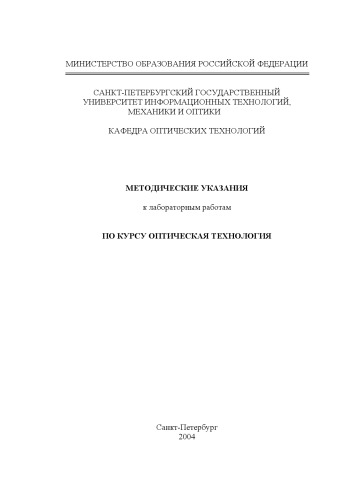 МИНИСТЕРСТВО ОБРАЗОВАНИЯ РОССИЙСКОЙ ФЕДЕРАЦИИ
САНКТ-ПЕТЕРБУРГСКИЙ ГОСУДАРСТВЕННЫЙ
УНИВЕРСИТЕТ ИНФОРМАЦИОННЫХ ТЕХНОЛОГИЙ,
МЕХАНИКИ И ОПТИКИ
КАФЕДРА ОПТИЧЕСКИХ ТЕХНОЛОГИЙ
МЕТОДИЧЕСКИЕ УКАЗАНИЯ
к лабораторным работам
ПО КУРСУ ОПТИЧЕСКАЯ ТЕХНОЛОГИЯ
Санкт-Петербург
2004